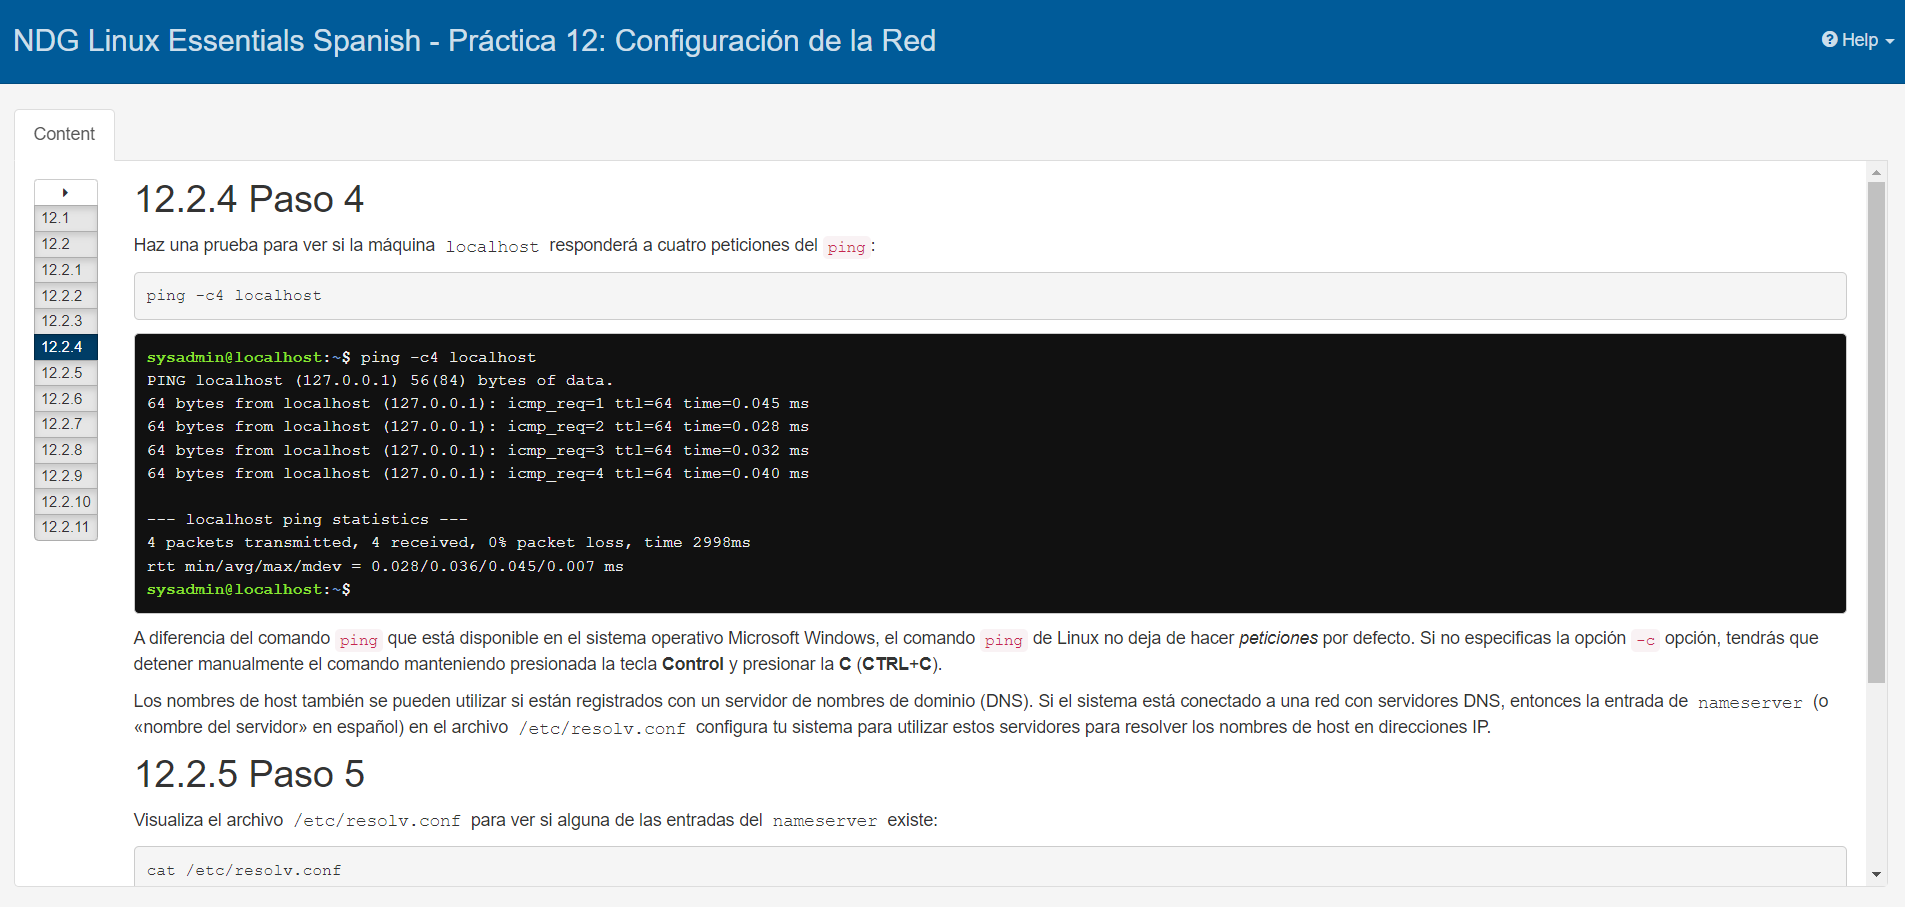 NDG Linux Essentials Spanish - Práctica 12: Configuración de la Red
Help
Content
12.1
12.2
12.2.1
12.2.2
12.2.3
12.2.4
12.2.5
12.2.6
12.2.7
12.2.8
12.2.9
12.2.10
12.2.11
12.2.4 Paso 4
Haz una prueba para ver si la máquina localhost responderá a cuatro peticiones del ping:
ping -c4 localhost
sysadmin@localhost:~$ ping -c4 localhost
PING localhost (127.0.0.1) 56(84) bytes of data.
64 bytes from localhost (127.0.0.1): icmp_req=1 ttl=64 time=0.045 ms
64 bytes from localhost (127.0.0.1): icmp_req=2 ttl=64 time=0.028 ms
64 bytes from localhost (127.0.0.1): icmp_req=3 ttl=64 time=0.032 ms
64 bytes from localhost (127.0.0.1): icmp_req=4 ttl=64 time=0.040 ms
--- localhost ping statistics ---
4 packets transmitted, 4 received, 0% packet loss, time 2998ms
rtt min/avg/max/mdev = 0.028/0.036/0.045/0.007 ms
sysadmin@localhost:~$
A diferencia del comando ping que está disponible en el sistema operativo Microsoft Windows, el comando ping de Linux no deja de hacer peticiones por defecto. Si no especificas la opción -c opción, tendrás que
detener manualmente el comando manteniendo presionada la tecla Control y presionar la C (CTRL+C).
Los nombres de host también se pueden utilizar si están registrados con un servidor de nombres de dominio (DNS). Si el sistema está conectado a una red con servidores DNS, entonces la entrada de nameserver (o
«nombre del servidor» en español) en el archivo /etc/resolv.conf configura tu sistema para utilizar estos servidores para resolver los nombres de host en direcciones IP.
12.2.5 Paso 5
Visualiza el archivo /etc/resolv.conf para ver si alguna de las entradas del nameserver existe:
cat /etc/resolv.conf